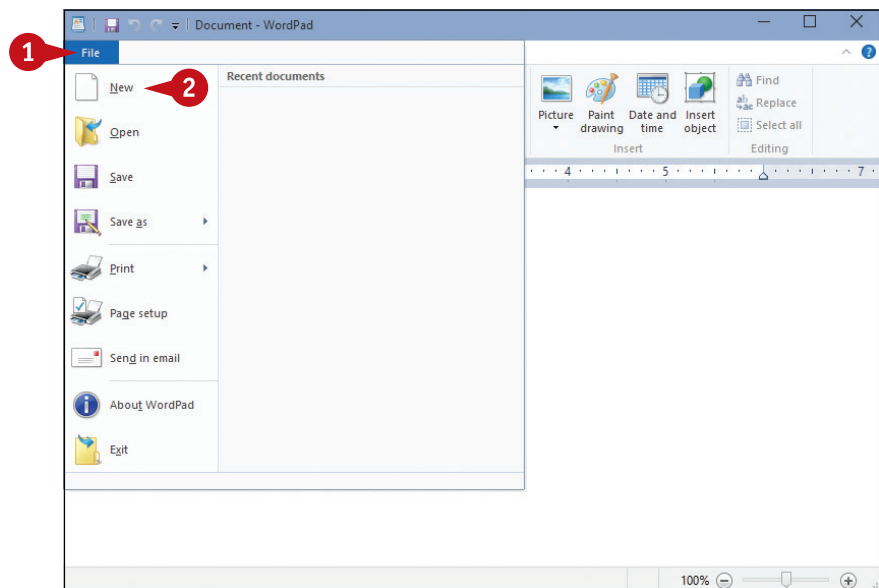 Document - WordPad
1
File
New
2
Open
Save
Save as
Print
Page setup
Send in email
About WordPad
Exit
Recent documents
Picture
Paint drawing
Date and time
Insert object
Insert
Find
Replace
Select all
Editing
4 5 7
100%